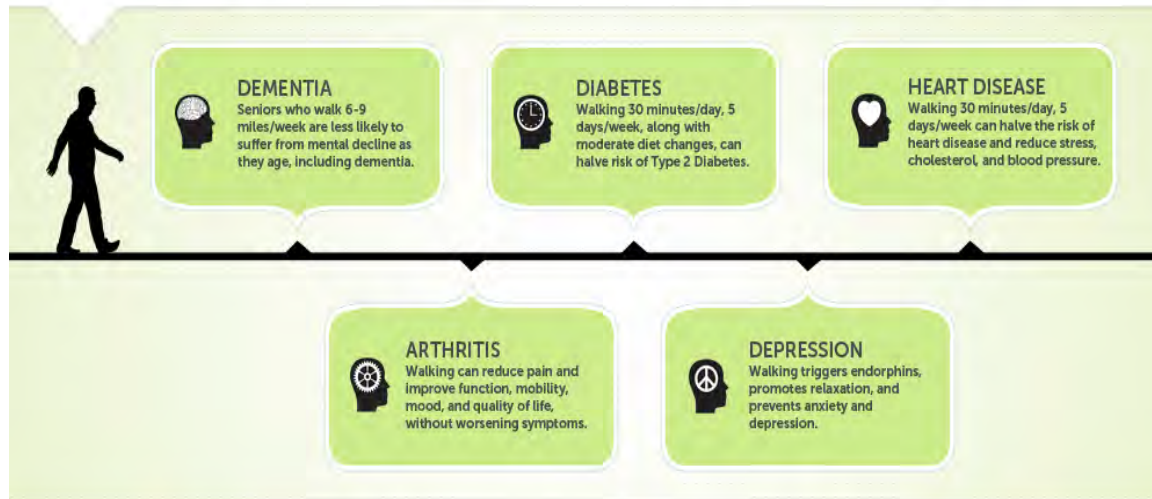 DEMENTIA
Seniors who walk 6-9
miles/week are less likely to
suffer from mental decline as
they age, including dementia.
DIABETES
Walking 30 minutes/day, 5
days/week, along with
moderate diet changes, can
halve risk of Type 2 Diabetes.
HEART DISEASE
Walking 30 minutes/day, 5
days/week can halve the risk of
heart disease and reduce stress,
cholesterol, and blood pressure.
ARTHRITIS
Walking can reduce pain and
improve function, mobility,
mood, and quality of life,
without worsening symptoms.
DEPRESSION
Walking triggers endorphins,
promotes relaxation, and
prevents anxiety and
depression.